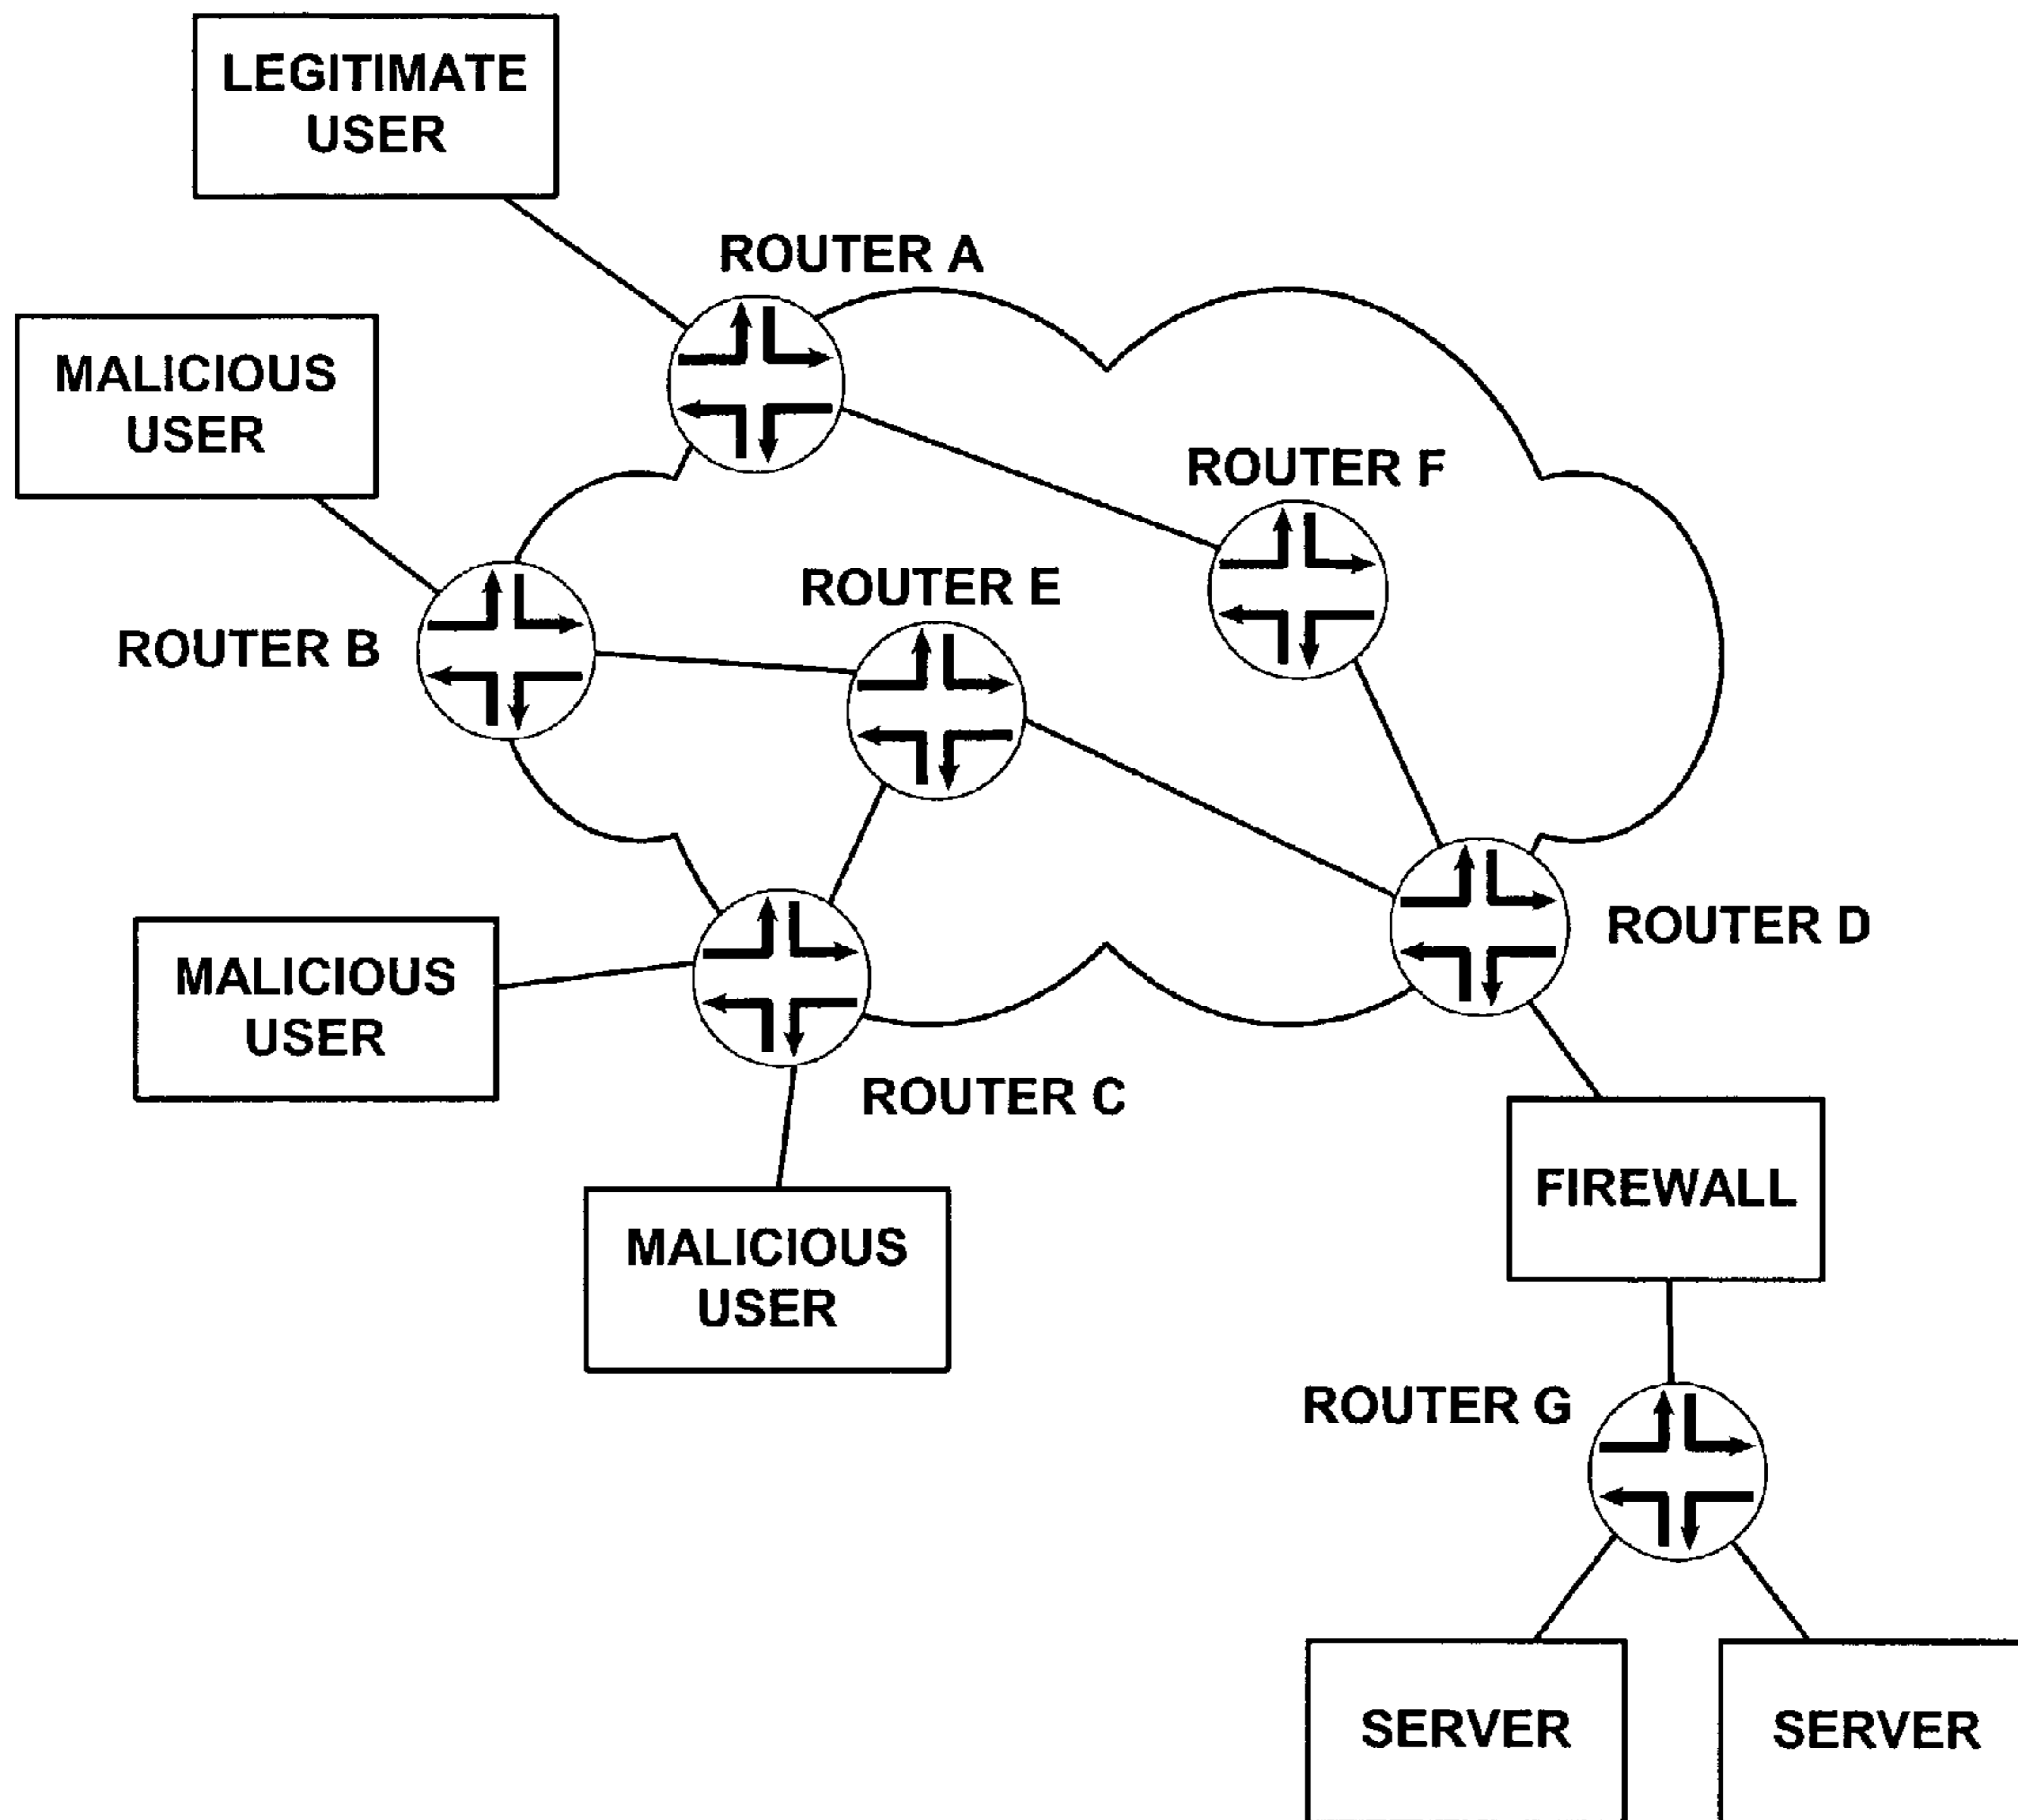 LEGITIMATE
USER
ROUTER A
MALICIOUS
USER
ROUTER F
ROUTER E
ROUTER B
ROUTER D
MALICIOUS
USER
ROUTER C
FIREWALL
MALICIOUS
USER
ROUTER G
SERVER
SERVER